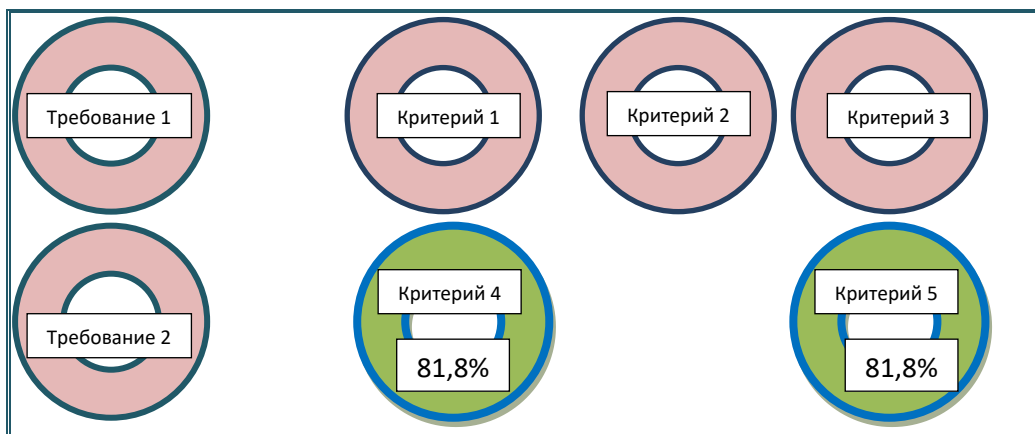 Требование 1
Критерий 1
Критерий 2
Критерий 3
Требование 2
Критерий 4
81,8%
Критерий 5
81,8%